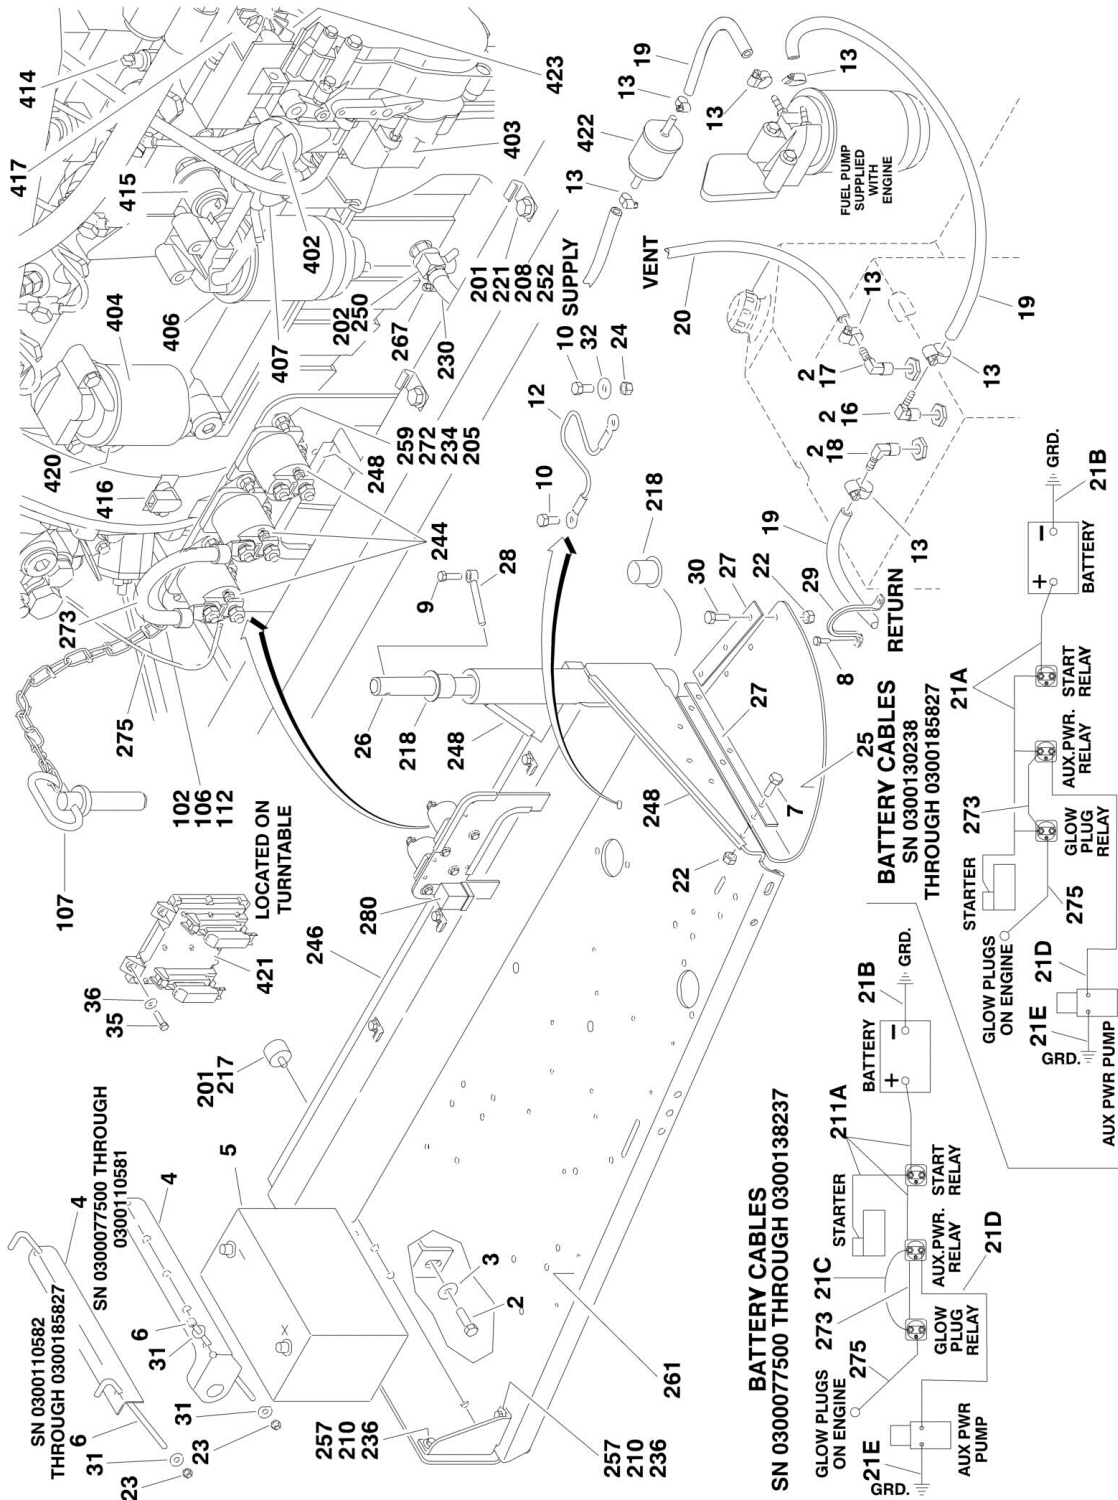 414
417
415
404
406
407
402
403
423
420
416
202
250
267
230
201
221
208
252
259
272
234
205
248
244
273
275
102
106
112
107
LOCATED ON
TURNTABLE
421
36
35
SUPPLY
VENT
19
13
13
13
422
13
FUEL PUMP
SUPPLIED
WITH
ENGINE
20
13
19
2
17
13
2
16
2
18
13
19
RETURN
10
32
24
12
10
218
28
9
26
218
248
30
27
22
29
8
27
25
7
248
22
280
246
201
217
5
SN 0300077500 THROUGH
0300110581
4
6
31
31
23
SN 0300110582
THROUGH 0300185827
4
6
31
23
3
2
261
257
210
236
257
210
236
BATTERY CABLES
SN 0300130238
THROUGH 0300185827
GRD.
21B
BATTERY
+
−
21A
START
RELAY
AUX.PWR.
RELAY
273
GLOW
PLUG
RELAY
STARTER
275
GLOW PLUGS
ON ENGINE
21D
21E
GRD.
AUX PWR PUMP
BATTERY CABLES
SN 0300077500 THROUGH 0300138237
GRD.
21B
BATTERY
+
−
211A
STARTER
START
RELAY
AUX.PWR.
RELAY
21C
21D
273
GLOW
PLUG
RELAY
275
GLOW PLUGS
ON ENGINE
21E
GRD.
AUX PWR
PUMP